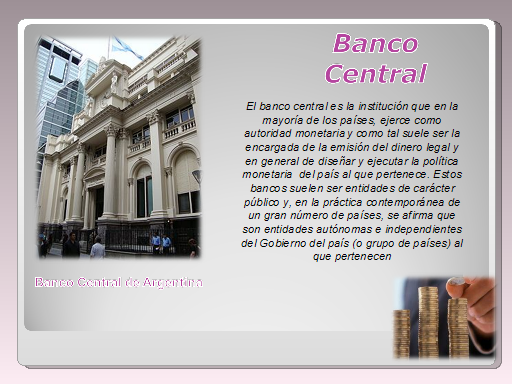 Banco
Central
El banco central es la institución que en la
mayoría de los países, ejerce como
autoridad monetaria y como tal suele ser la
encargada de la emisión del dinero legal y
en general de diseñar y ejecutar la política
monetaria del país al que pertenece. Estos
bancos suelen ser entidades de carácter
público y, en la práctica contemporánea de
un gran número de países, se afirma que
son entidades autónomas e independientes
del Gobierno del país (o grupo de países) al
que pertenecen
Banco Central de Argentina